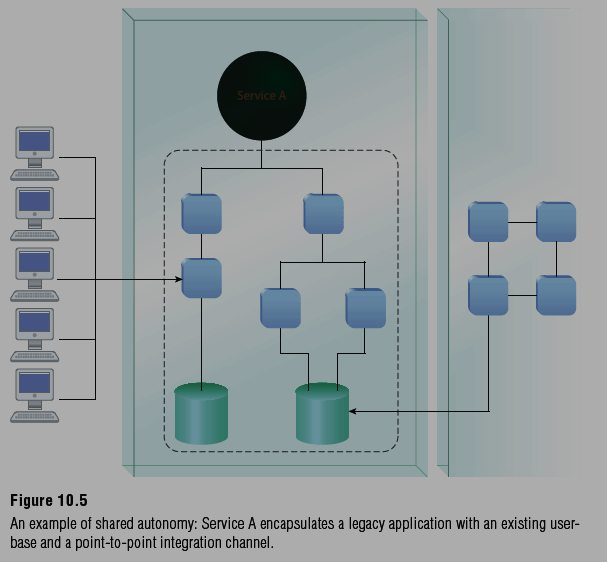 Service A
Figure 10.5
An example of shared autonomy: Service A encapsulates a legacy application with an existing user-
base and a point-to-point integration channel.